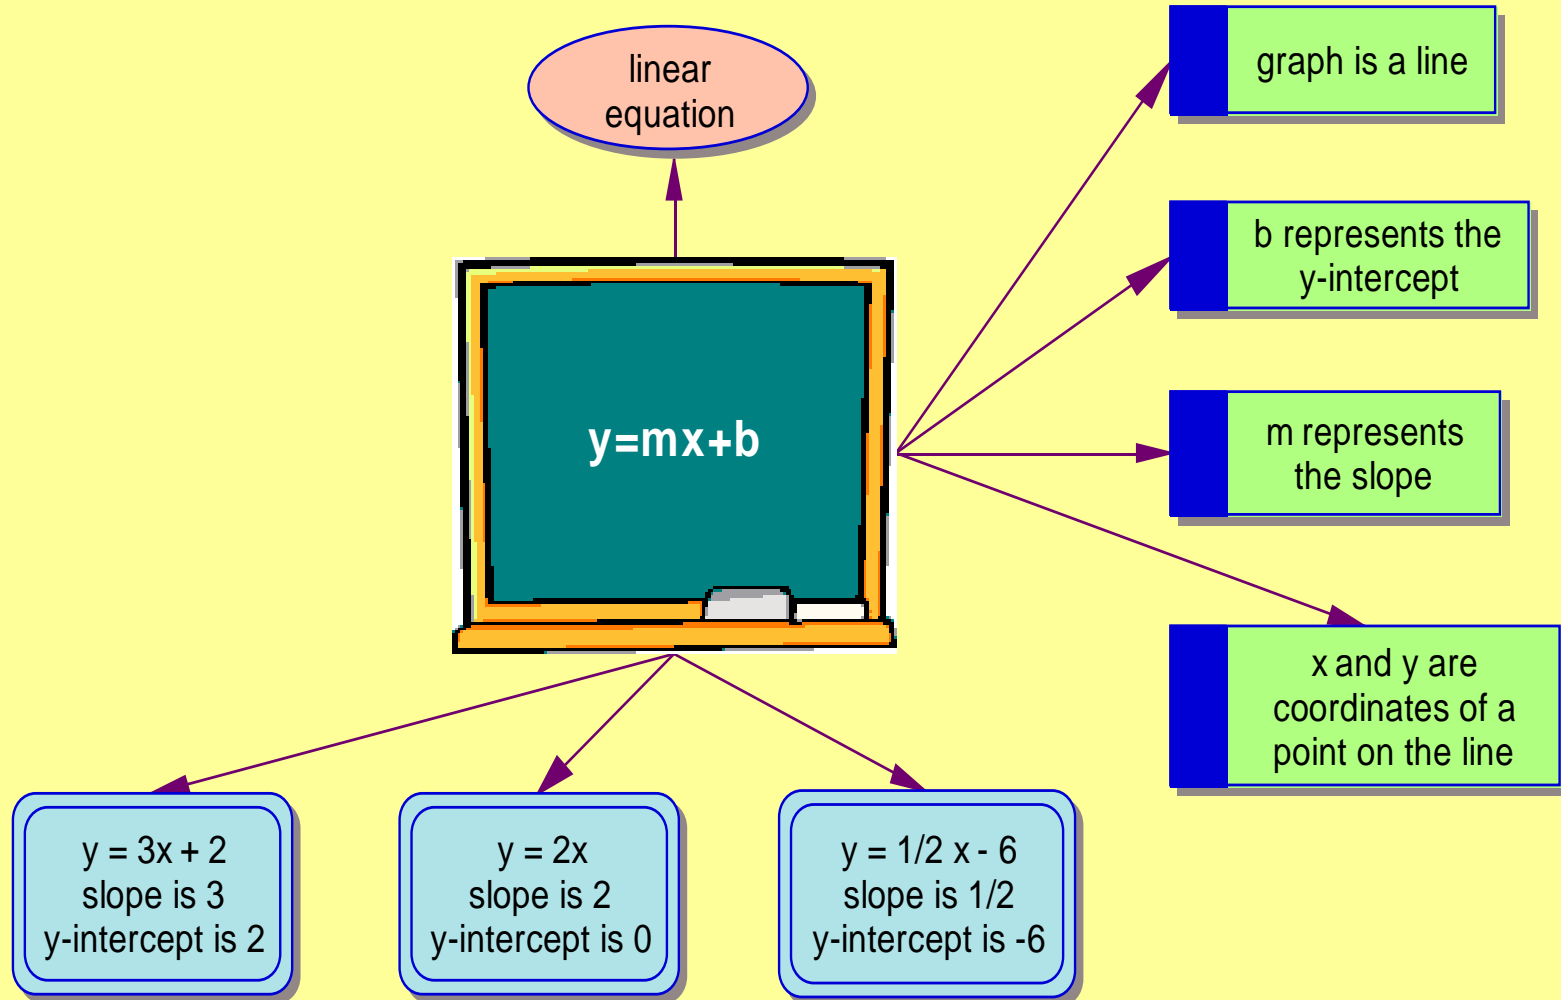 linear
equation
graph is a line
b represents the
y-intercept
y=mx+b
m represents
the slope
x and y are
coordinates of a
point on the line
y = 3x + 2
slope is 3
y-intercept is 2
y = 2x
slope is 2
y-intercept is 0
y = 1/2 x - 6
slope is 1/2
y-intercept is -6